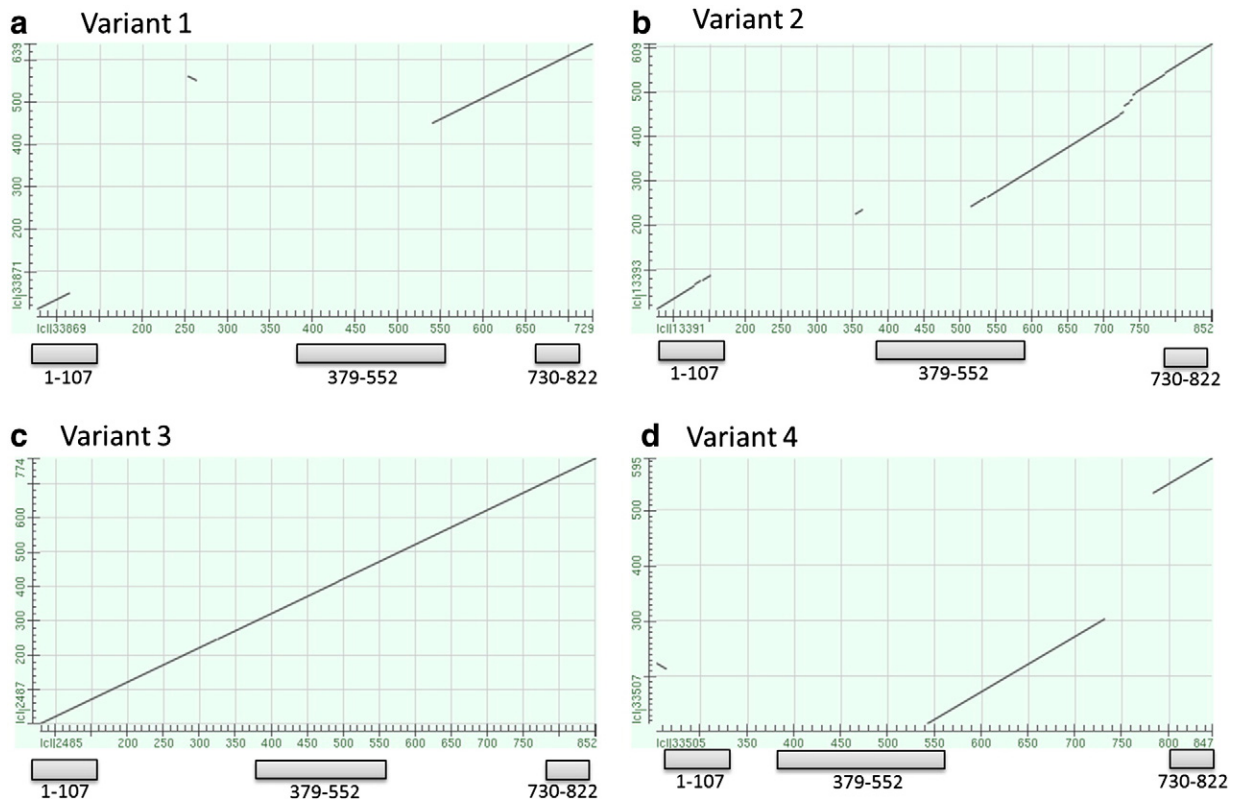 a Variant 1
639
500
400
300
200
lcl|33871
lcl|33869 200 250 300 350 400 450 500 550 600 650 729
1-107 379-552 730-822
b Variant 2
609
500
400
300
200
lcl|13393
lcl|13391 200 250 300 350 400 450 500 550 600 650 700 750 852
1-107 379-552 730-822
c Variant 3
774
600
500
400
300
200
lcl|2487
lcl|2485 200 250 300 350 400 450 500 550 600 650 700 750 852
1-107 379-552 730-822
d Variant 4
595
500
400
300
lcl|33507
lcl|33505 350 400 450 500 550 600 650 700 750 800 847
1-107 379-552 730-822